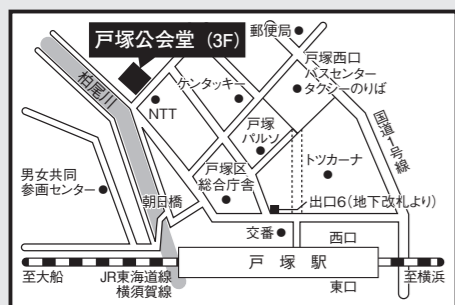 戸塚公会堂 (3F)
郵便局
柏尾川
戸塚西口
バスセンター
タクシーのりば
ケンタッキー
NTT
国道1号線
戸塚
パルソ
トツカーナ
戸塚区
総合庁舎
男女共同
参画センター
朝日橋
出口6(地下改札より)
交番
西口
戸塚駅
至大船
JR東海道線
横須賀線
東口
至横浜